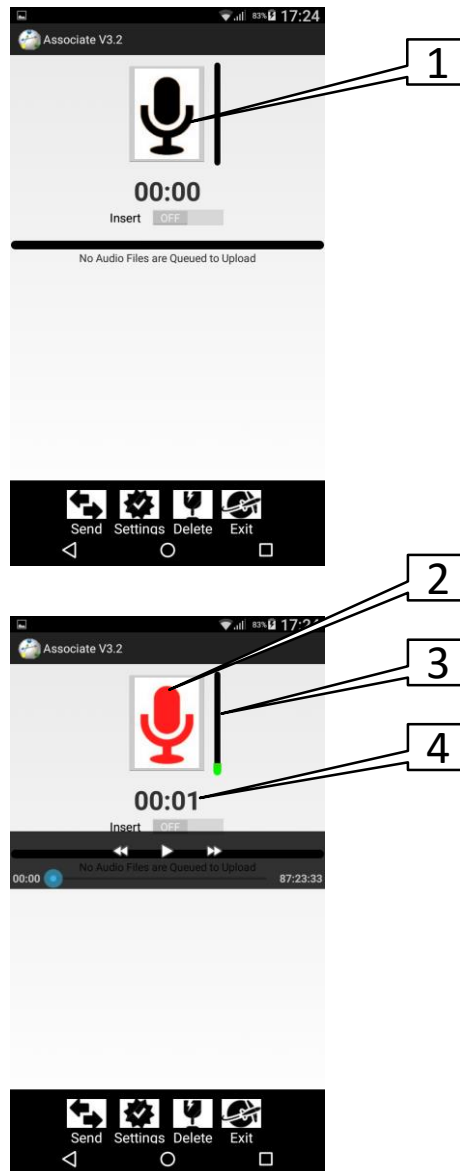 83% 17:24
Associate V3.2
1
00:00
Insert OFF
No Audio Files are Queued to Upload
Send Settings Delete Exit
2
83% 17:24
Associate V3.2
3
4
00:01
Insert OFF
No Audio Files are Queued to Upload
00:00 87:23:33
Send Settings Delete Exit